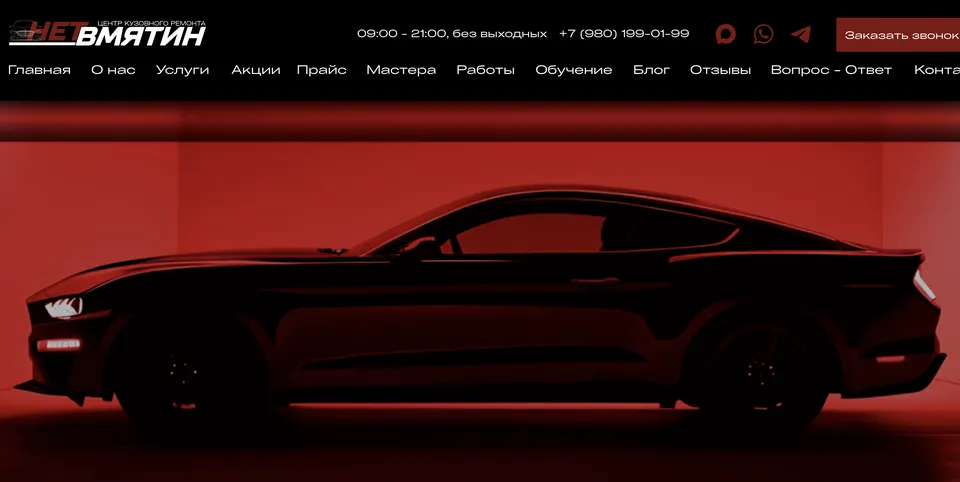 ЦЕНТР КУЗОВНОГО РЕМОНТА
НЕТ ВМЯТИН
09:00 - 21:00, без выходных +7 (980) 199-01-99
Заказать звонок
Главная О нас Услуги Акции Прайс Мастера Работы Обучение Блог Отзывы Вопрос - Ответ Конта